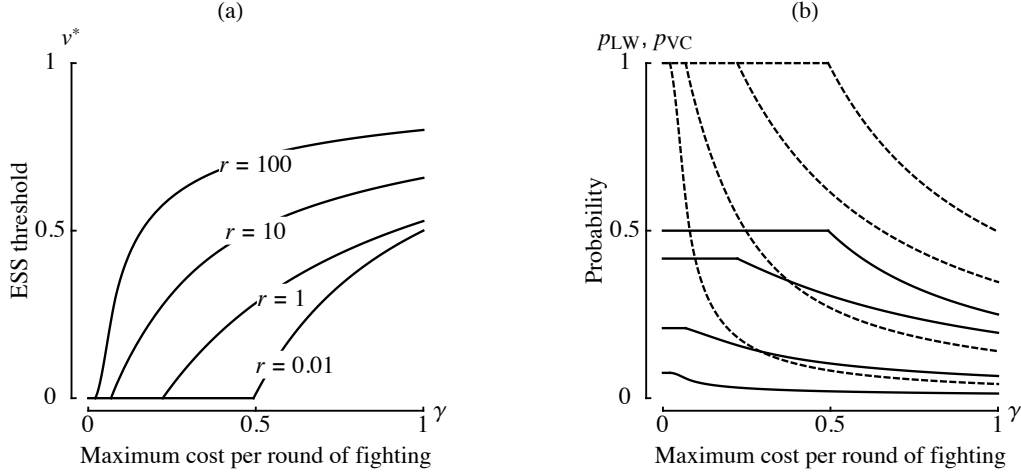 (a)
v*
1
ESS threshold
0.5
0
r = 100
r = 10
r = 1
r = 0.01
0
0.5
1
γ
Maximum cost per round of fighting
(b)
pLW, pVC
1
Probability
0.5
0
0
0.5
1
γ
Maximum cost per round of fighting